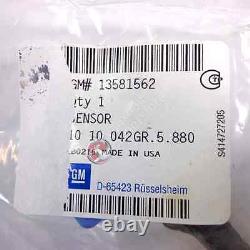 GM# 13581562
Qty 1
SENSOR
10 10 042GR.5.880
MADE IN USA
S414727205
GM
D-65423 Rüsselsheim